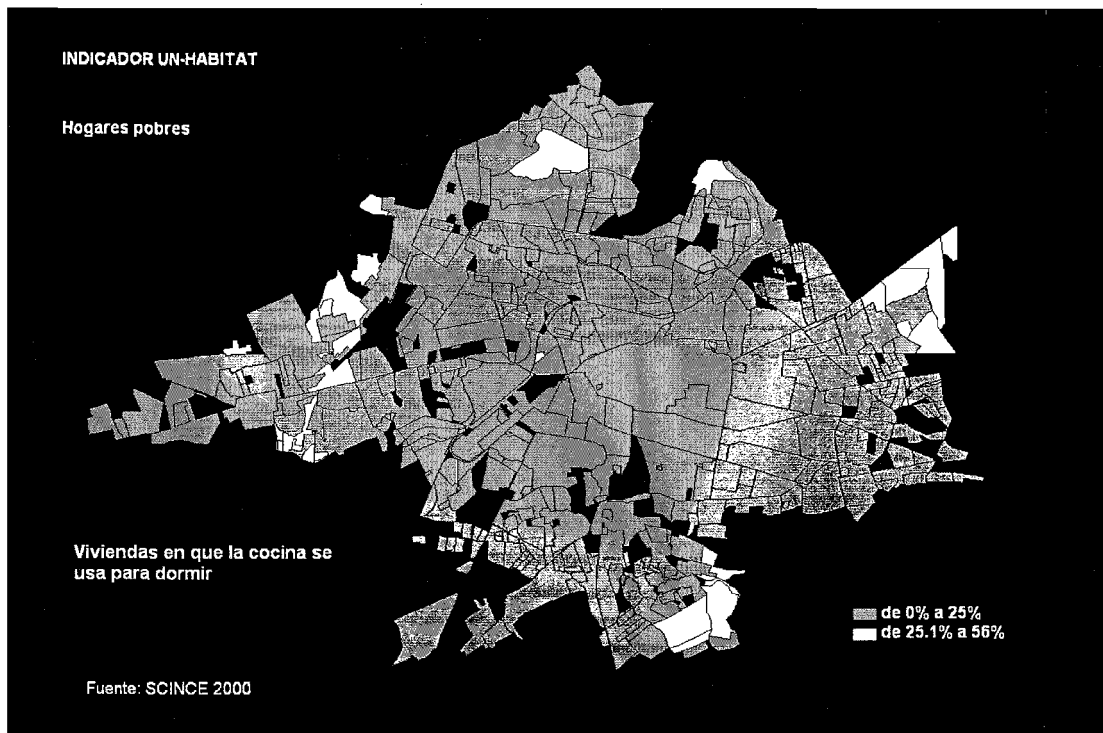 INDICADOR UN-HABITAT
Hogares pobres
Viviendas en que la cocina se
usa para dormir
de 0% a 25%
de 25.1% a 56%
Fuente: SCINCE 2000